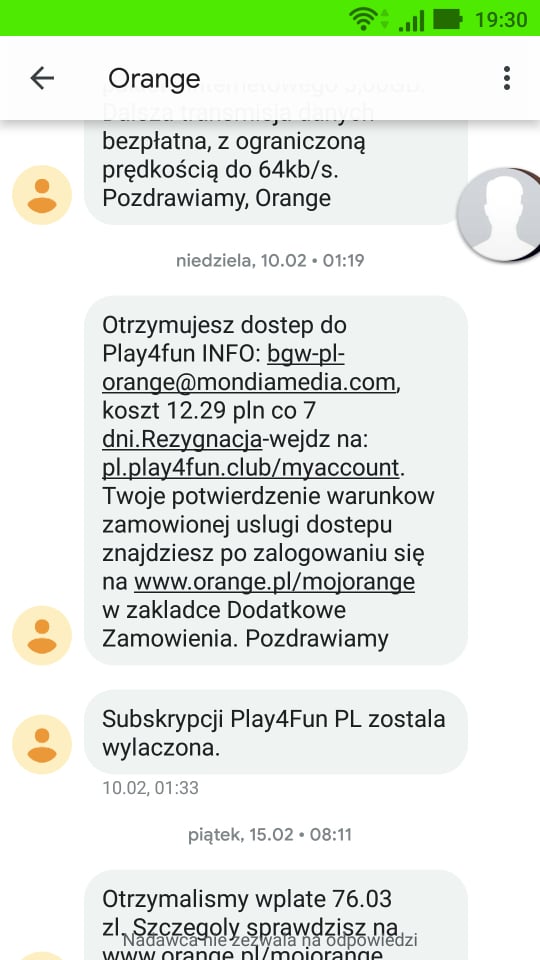 19:30
Orange
pakietu internetowego 5,00GB.
Dalsza transmisja danych
bezpłatna, z ograniczoną
prędkością do 64kb/s.
Pozdrawiamy, Orange
niedziela, 10.02 • 01:19
Otrzymujesz dostep do
Play4fun INFO: bgw-pl-
orange@mondiamedia.com,
koszt 12.29 pln co 7
dni.Rezygnacja-wejdz na:
pl.play4fun.club/myaccount.
Twoje potwierdzenie warunkow
zamowionej uslugi dostepu
znajdziesz po zalogowaniu się
na www.orange.pl/mojorange
w zakladce Dodatkowe
Zamowienia. Pozdrawiamy
Subskrypcji Play4Fun PL zostala
wylaczona.
10.02, 01:33
piątek, 15.02 • 08:11
Otrzymalismy wplate 76.03
zl. Szczegoly sprawdzisz na
Nadawca nie zezwala na odpowiedzi
www.orange.pl/mojorange